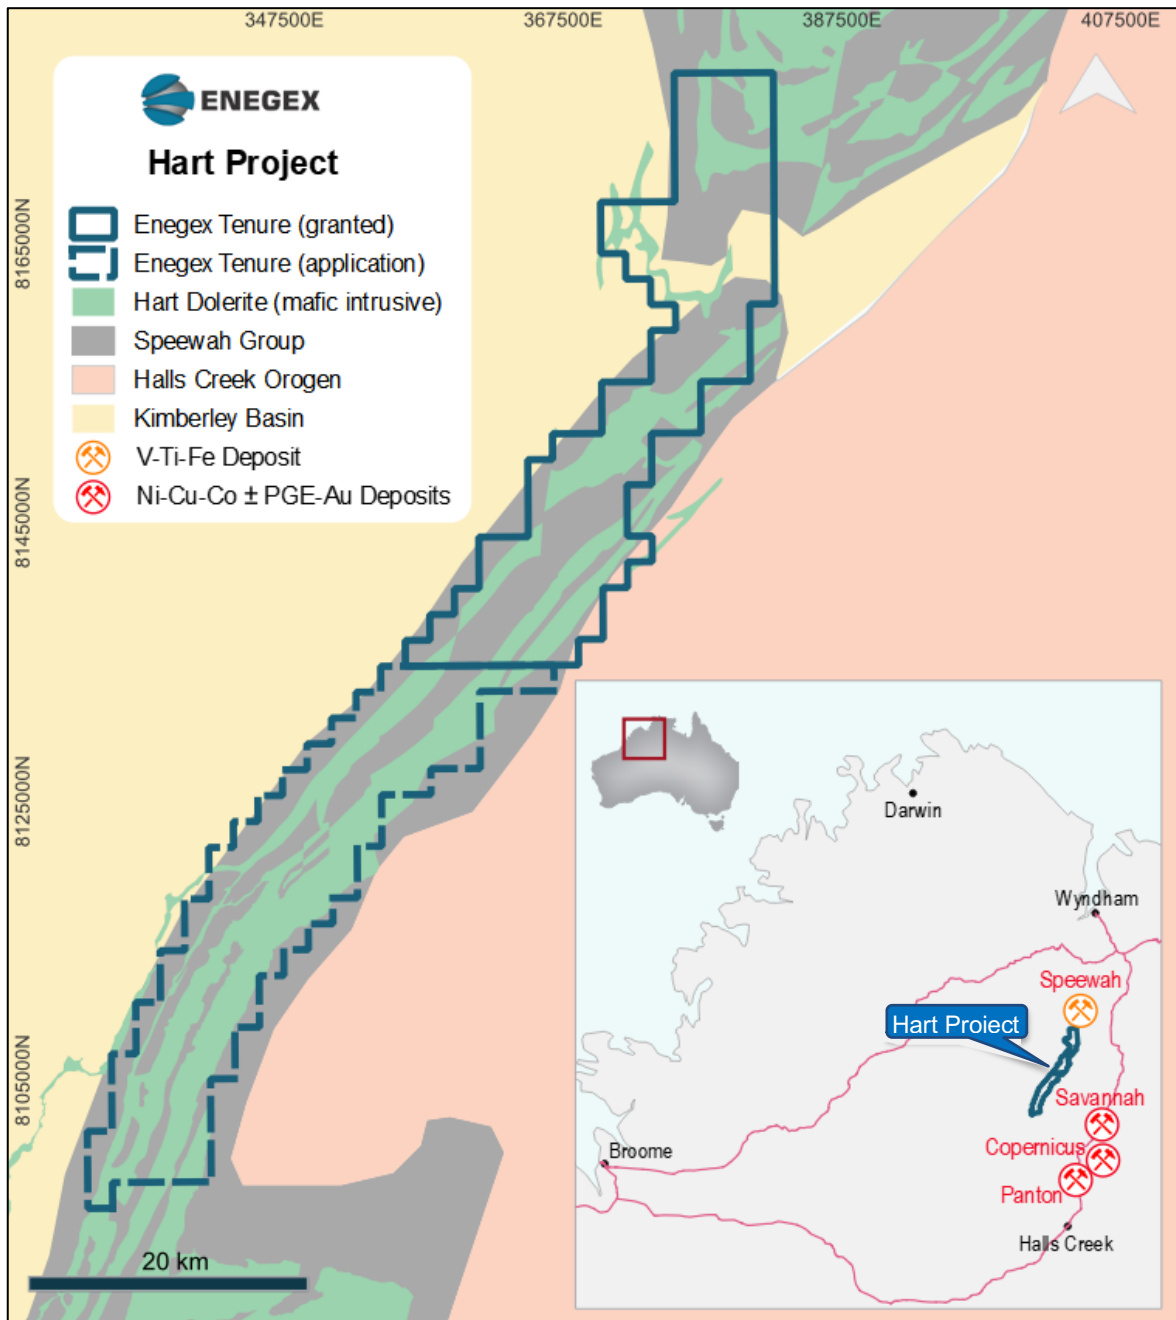 347500E
367500E
387500E
407500E
ENEGEX
Hart Project
Enegex Tenure (granted)
Enegex Tenure (application)
Hart Dolerite (mafic intrusive)
Speewah Group
Halls Creek Orogen
Kimberley Basin
V-Ti-Fe Deposit
Ni-Cu-Co ± PGE-Au Deposits
8165000N
8145000N
8125000N
8105000N
20 km
Darwin
Wyndham
Speewah
Hart Proiect
Savannah
Copernicus
Broome
Panton
Halls Creek